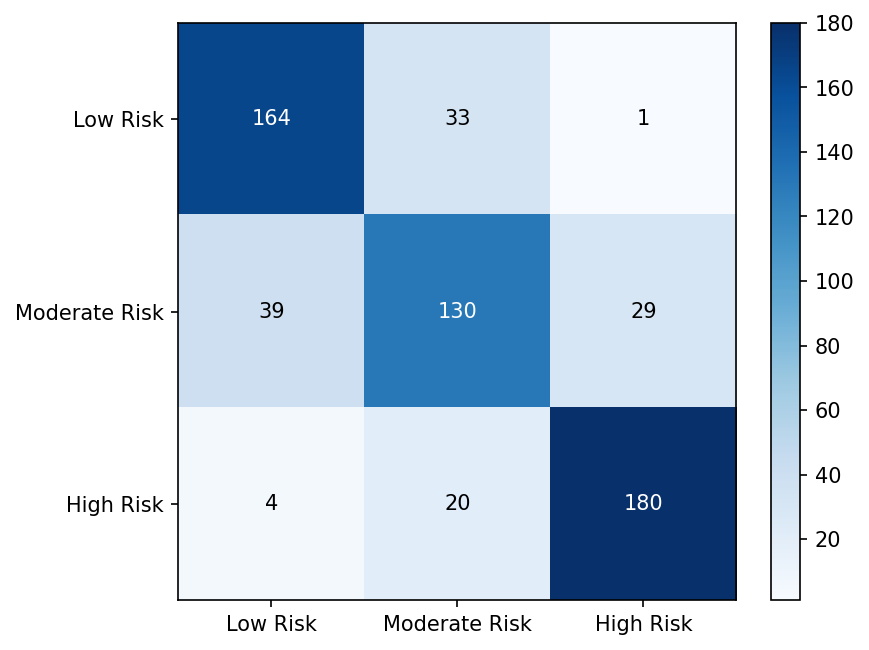 Low Risk 164 33 1
Moderate Risk 39 130 29
High Risk 4 20 180
Low Risk Moderate Risk High Risk
180
160
140
120
100
80
60
40
20